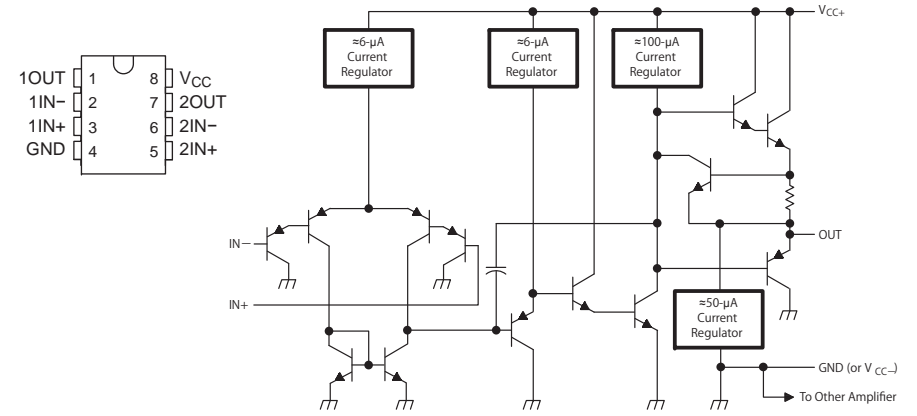 1OUT 1 8 VCC
1IN− 2 7 2OUT
1IN+ 3 6 2IN−
GND 4 5 2IN+
VCC+
≈6-µA
Current
Regulator
≈6-µA
Current
Regulator
≈100-µA
Current
Regulator
IN−
OUT
IN+
≈50-µA
Current
Regulator
GND (or V CC−)
To Other Amplifier